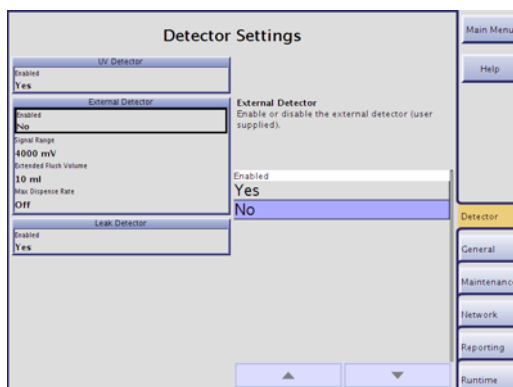 Detector Settings
UV Detector
Enabled
Yes
External Detector
Enabled
No
Signal Range
4000 mV
Extended Flush Volume
10 ml
Max Dispense Rate
Off
Leak Detector
Enabled
Yes
External Detector
Enable or disable the external detector (user
supplied).
Enabled
Yes
No
Main Menu
Help
Detector
General
Maintenance
Network
Reporting
Runtime